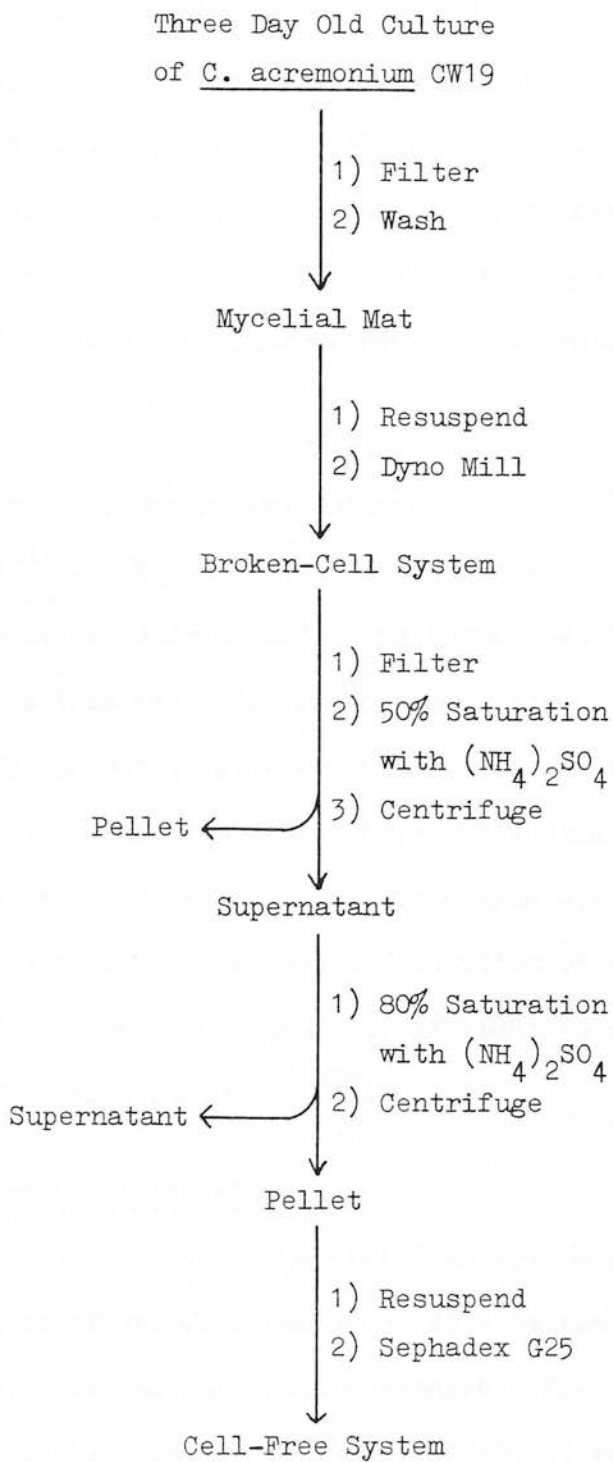 Three Day Old Culture
of C. acremonium CW19
1) Filter
2) Wash
Mycelial Mat
1) Resuspend
2) Dyno Mill
Broken-Cell System
1) Filter
2) 50% Saturation
with (NH4)2SO4
3) Centrifuge
Pellet
Supernatant
1) 80% Saturation
with (NH4)2SO4
2) Centrifuge
Supernatant
Pellet
1) Resuspend
2) Sephadex G25
Cell-Free System